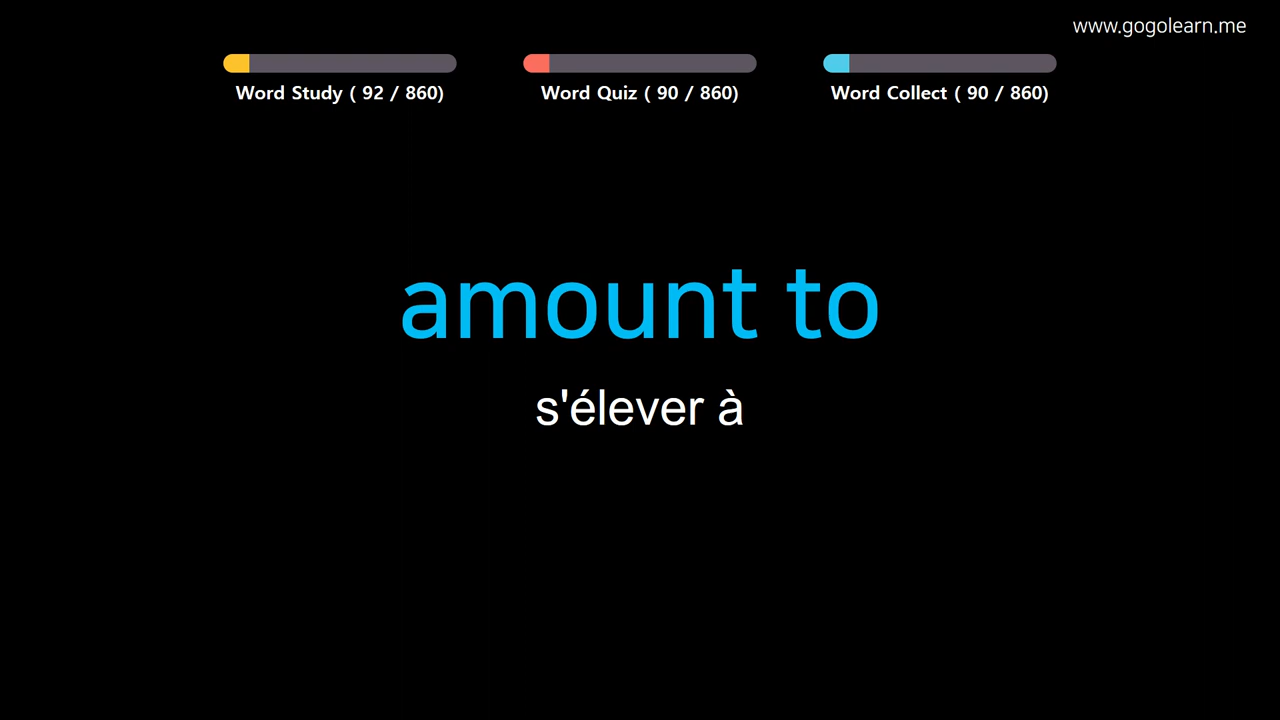 www.gogolearn.me
Word Study ( 92 / 860)
Word Quiz ( 90 / 860)
Word Collect ( 90 / 860)
amount to
s'élever à